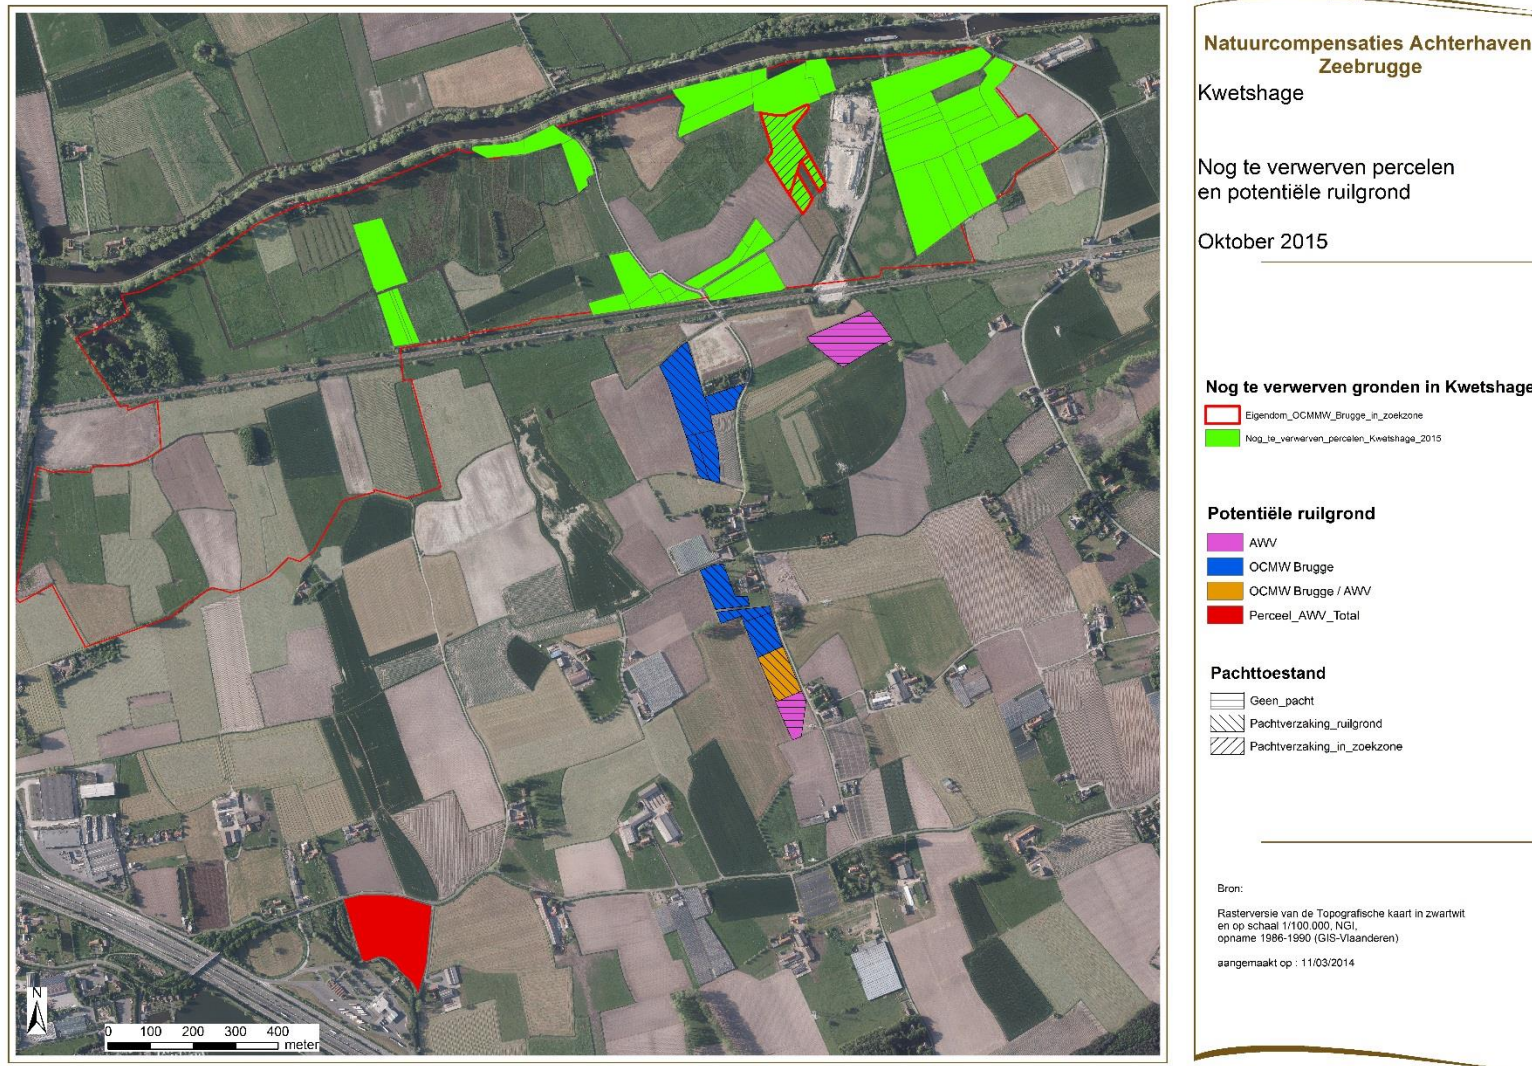 Natuurcompensaties Achterhaven
Zeebrugge
Kwetshage
Nog te verwerven percelen
en potentiële ruilgrond
Oktober 2015
Nog te verwerven gronden in Kwetshage
Eigendom_OCMMW_Brugge_in_zoekzone
Nog_te_verwerven_percelen_Kwetshage_2015
Potentiële ruilgrond
AWV
OCMW Brugge
OCMW Brugge / AWV
Perceel_AWV_Total
Pachttoestand
Geen_pacht
Pachtverzaking_ruilgrond
Pachtverzaking_in_zoekzone
Bron:
Rasterversie van de Topografische kaart in zwartwit
en op schaal 1/100.000, NGI,
opname 1986-1990 (GIS-Vlaanderen)
aangemaakt op : 11/03/2014
N
0 100 200 300 400
meter